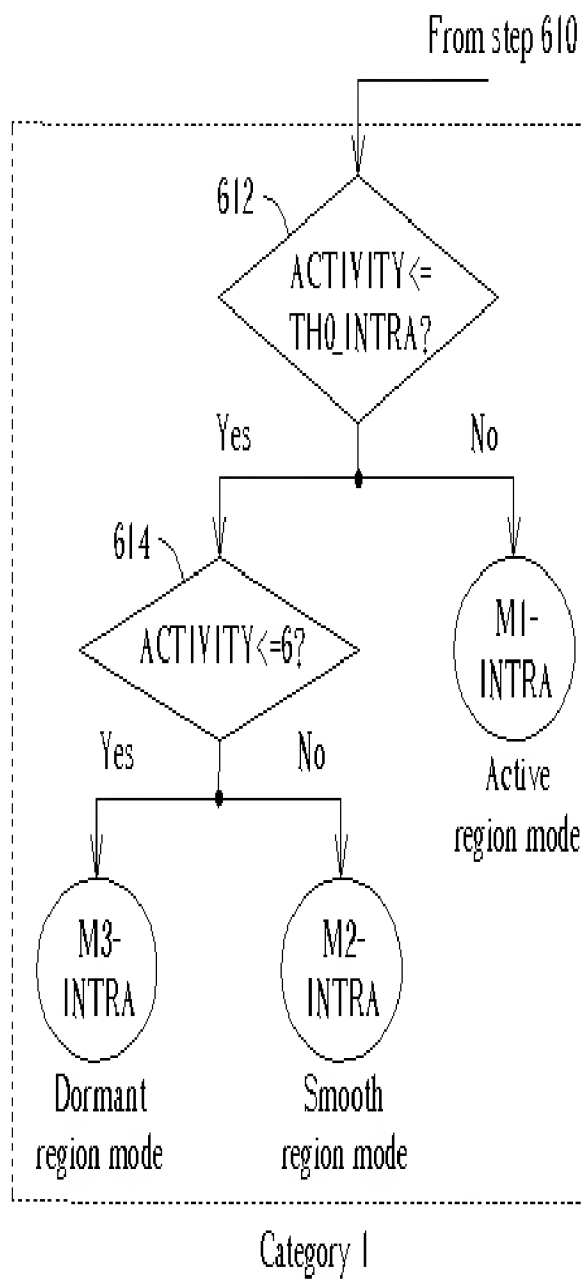 From step 610
612
ACTIVITY<=
TH0_INTRA?
Yes
No
614
ACTIVITY<=6?
M1-
INTRA
Yes
No
Active
region mode
M3-
INTRA
M2-
INTRA
Dormant
region mode
Smooth
region mode
Category 1